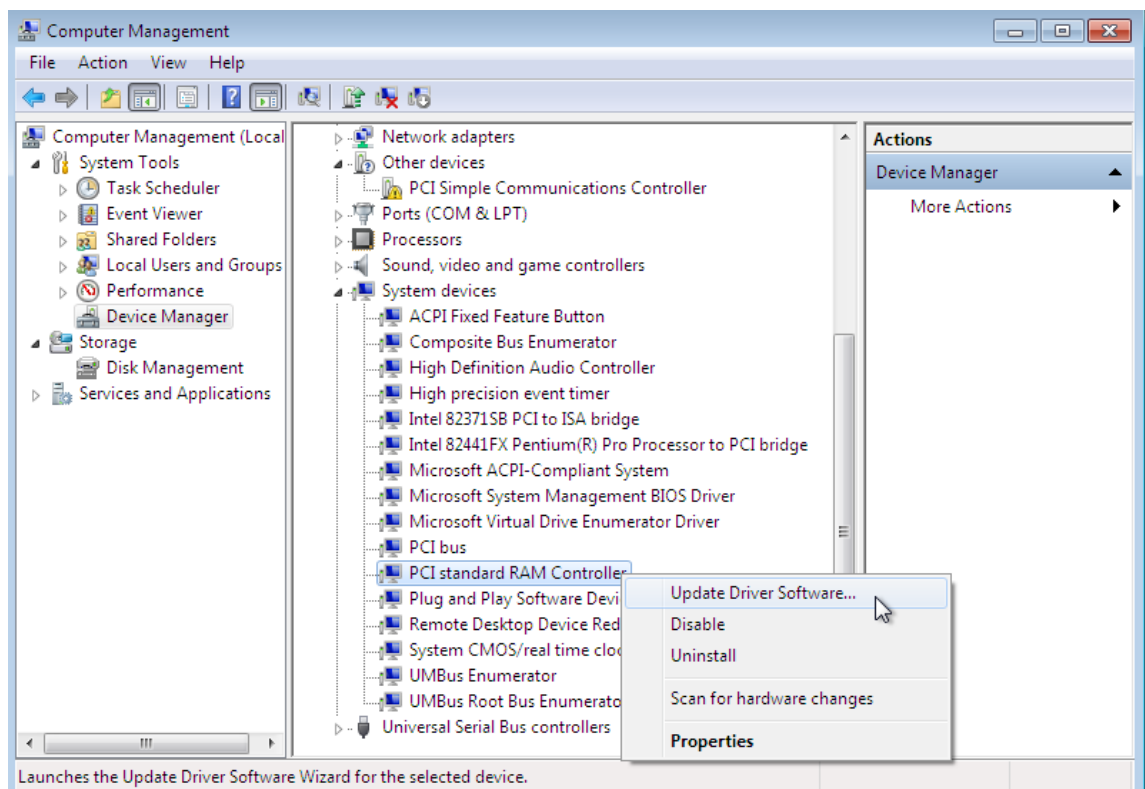 Computer Management
File Action View Help
Computer Management (Local
System Tools
Task Scheduler
Event Viewer
Shared Folders
Local Users and Groups
Performance
Device Manager
Storage
Disk Management
Services and Applications
Network adapters
Other devices
PCI Simple Communications Controller
Ports (COM & LPT)
Processors
Sound, video and game controllers
System devices
ACPI Fixed Feature Button
Composite Bus Enumerator
High Definition Audio Controller
High precision event timer
Intel 82371SB PCI to ISA bridge
Intel 82441FX Pentium(R) Pro Processor to PCI bridge
Microsoft ACPI-Compliant System
Microsoft System Management BIOS Driver
Microsoft Virtual Drive Enumerator Driver
PCI bus
PCI standard RAM Controller
Plug and Play Software Devi
Remote Desktop Device Red
System CMOS/real time cloc
UMBus Enumerator
UMBus Root Bus Enumerato
Universal Serial Bus controllers
Update Driver Software...
Disable
Uninstall
Scan for hardware changes
Properties
Actions
Device Manager
More Actions
Launches the Update Driver Software Wizard for the selected device.